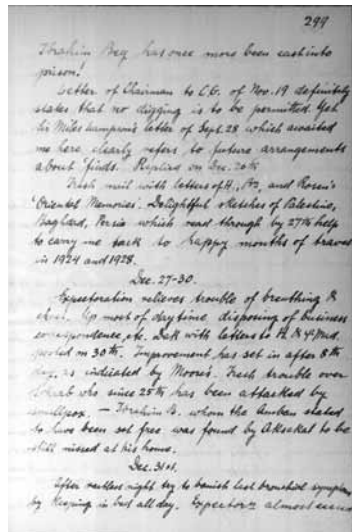 299
Ibrahim Beg has once more been cast into
prison!
Letter of Chairman to C.G. of Nov. 19 definitely
states that no digging is to be permitted. Yet
Sir Miles Lampson's letter of Sept. 28 which awaited
me here clearly refers to future arrangements
about finds. Replied on Dec. 20th
Fresh mail with letters of H., and Rosen's
'Oriental Memories'. Delightful sketches of Palestine,
Baghdad, Persia which read through by 27th help
to carry me back to happy months of travel
in 1924 and 1928.
Dec. 27-30.
Expectoration relieves trouble of breathing &
chest. Up most of daytime disposing of business
correspondence, etc. Dak with letters to
posted on 30th. Improvement has set in after 8th
day, as indicated by Moore. Fresh trouble over
who since 25th has been attacked by
smallpox. — Ibrahim B. whom the Amban stated
to have been set free was found by Aksakal to be
still missed at his home.
Dec. 31st.
After restless night try to banish last bronchial symptoms
by keeping in bed all day. almost